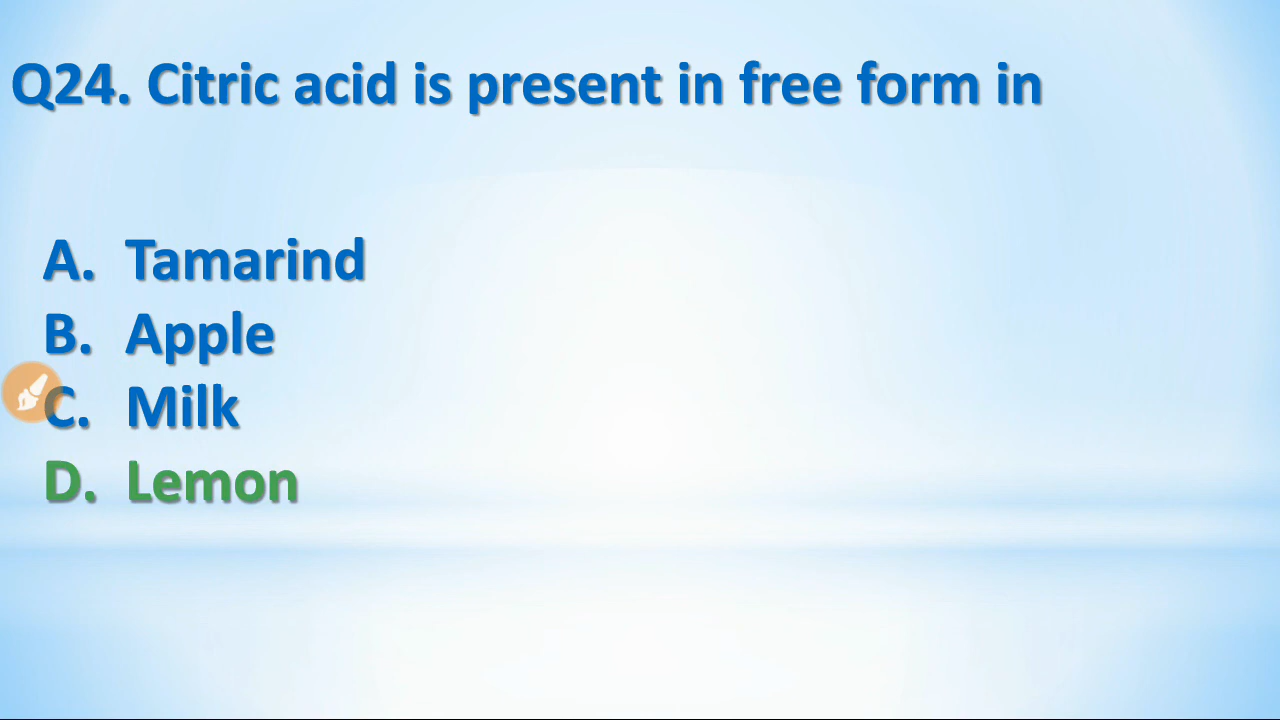 Q24. Citric acid is present in free form in
A. Tamarind
B. Apple
C. Milk
D. Lemon